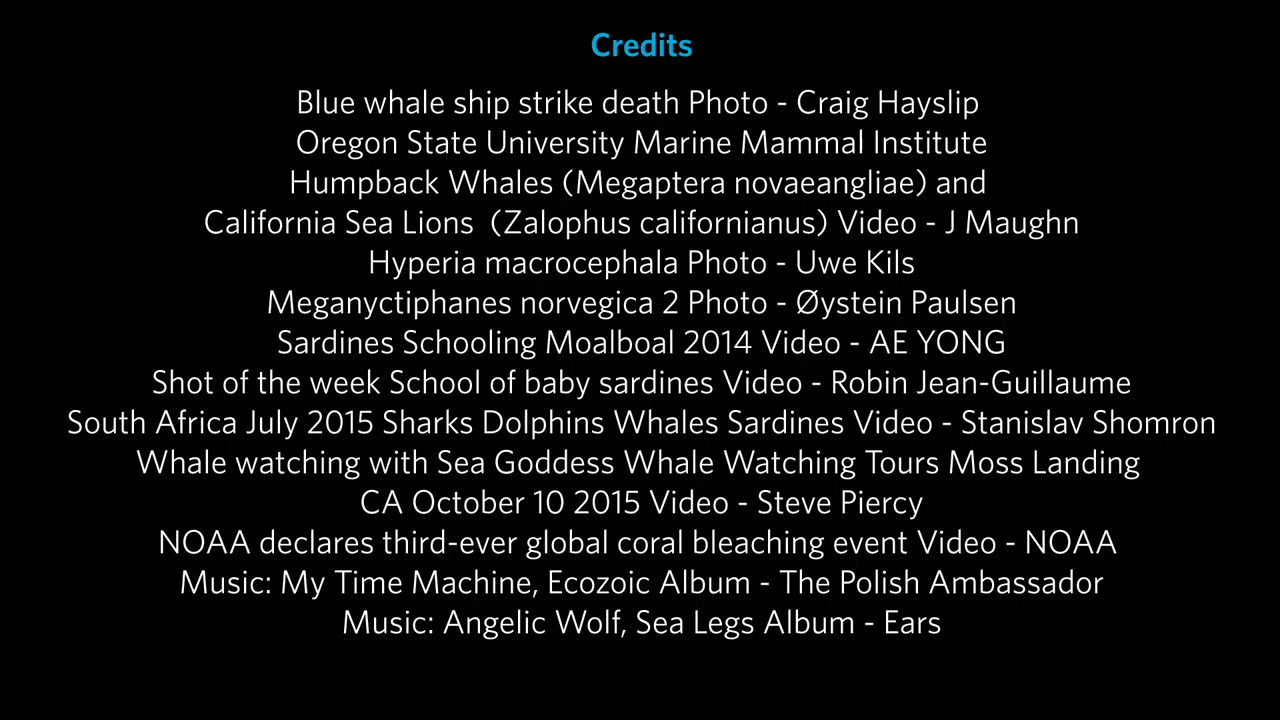 Credits
Blue whale ship strike death Photo - Craig Hayslip
Oregon State University Marine Mammal Institute
Humpback Whales (Megaptera novaeangliae) and
California Sea Lions  (Zalophus californianus) Video - J Maughn
Hyperia macrocephala Photo - Uwe Kils
Meganyctiphanes norvegica 2 Photo - Øystein Paulsen
Sardines Schooling Moalboal 2014 Video - AE YONG
Shot of the week School of baby sardines Video - Robin Jean-Guillaume
South Africa July 2015 Sharks Dolphins Whales Sardines Video - Stanislav Shomron
Whale watching with Sea Goddess Whale Watching Tours Moss Landing
CA October 10 2015 Video - Steve Piercy
NOAA declares third-ever global coral bleaching event Video - NOAA
Music: My Time Machine, Ecozoic Album - The Polish Ambassador
Music: Angelic Wolf, Sea Legs Album - Ears